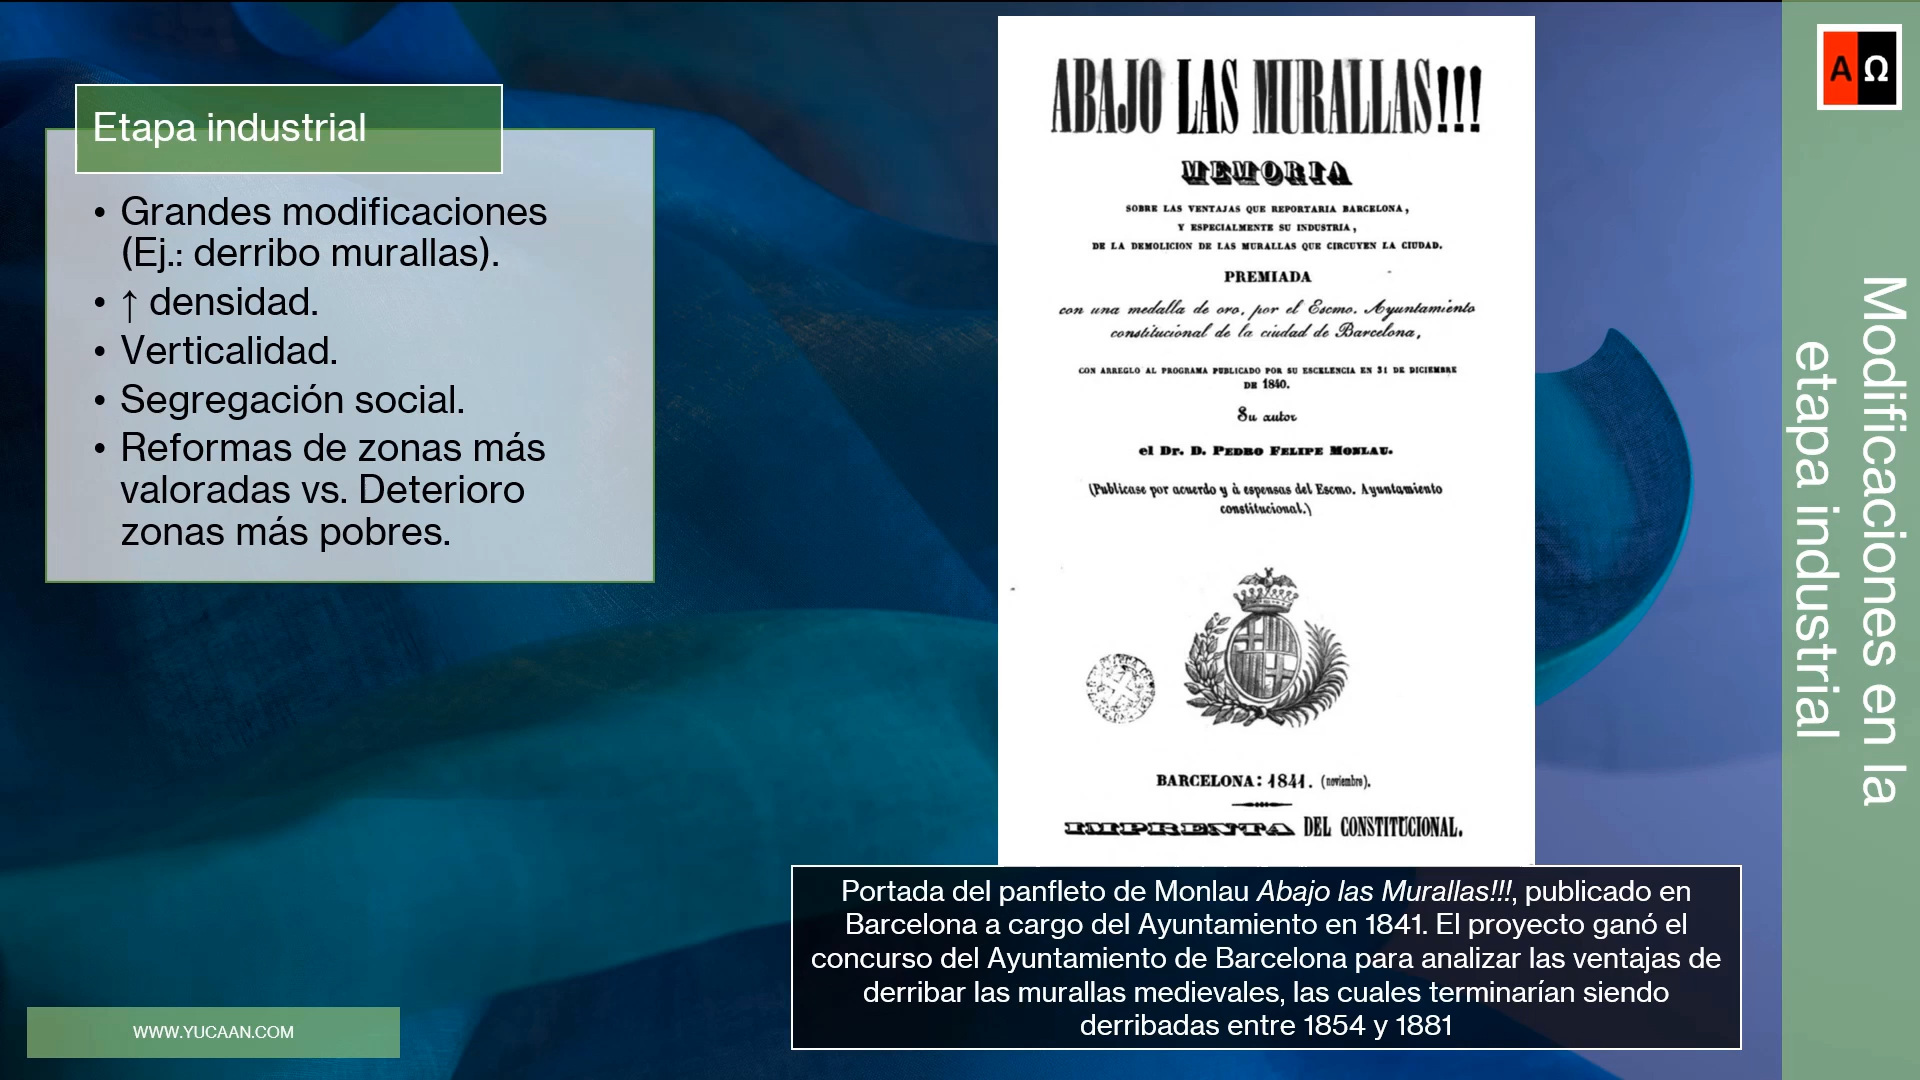 Etapa industrial
• Grandes modificaciones
(Ej.: derribo murallas).
• ↑ densidad.
• Verticalidad.
• Segregación social.
• Reformas de zonas más
valoradas vs. Deterioro
zonas más pobres.
WWW.YUCAAN.COM
ABAJO LAS MURALLAS!!!
MEMORIA
SOBRE LAS VENTAJAS QUE REPORTARIA BARCELONA,
Y ESPECIALMENTE SU INDUSTRIA,
DE LA DEMOLICION DE LAS MURALLAS QUE CIRCUYEN LA CIUDAD.
PREMIADA
con una medalla de oro, por el Escmo. Ayuntamiento
constitucional de la ciudad de Barcelona,
CON ARREGLO AL PROGRAMA PUBLICADO POR SU ESCELENCIA EN 31 DE DICIEMBRE
DE 1840.
Su autor
el Dr. D. PEDRO FELIPE MONLAU.
(Publícase por acuerdo y à espensas del Escmo. Ayuntamiento
constitucional.)
BARCELONA: 1841. (noviembre).
IMPRENTA DEL CONSTITUCIONAL.
Portada del panfleto de Monlau Abajo las Murallas!!!, publicado en
Barcelona a cargo del Ayuntamiento en 1841. El proyecto ganó el
concurso del Ayuntamiento de Barcelona para analizar las ventajas de
derribar las murallas medievales, las cuales terminarían siendo
derribadas entre 1854 y 1881
A Ω
Modificaciones en la
etapa industrial